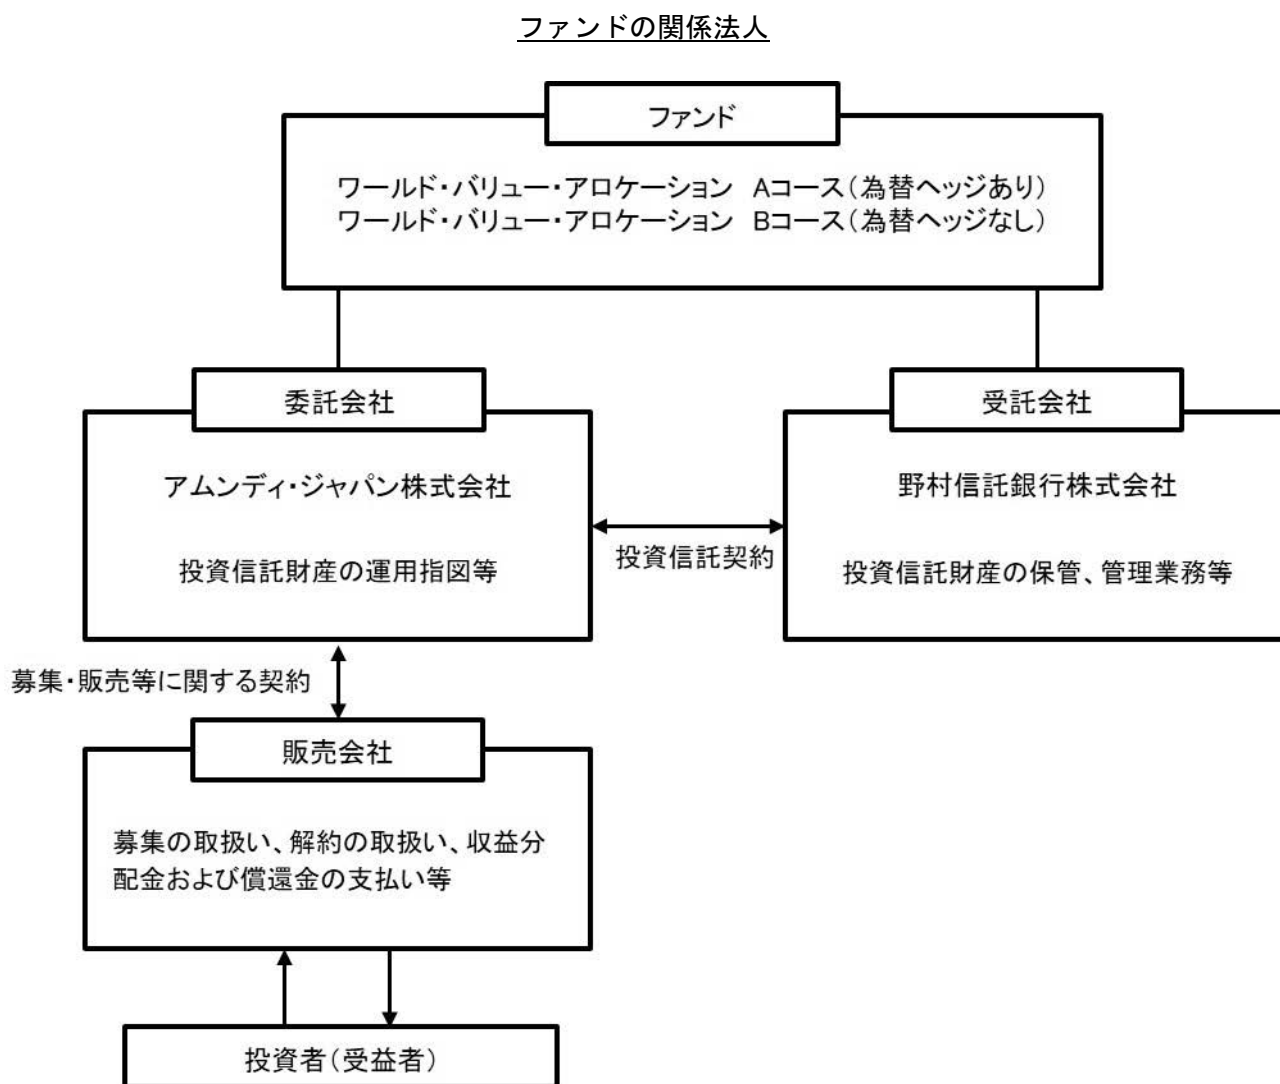 ファンドの関係法人
ファンド
ワールド・バリュー・アロケーション Aコース(為替ヘッジあり)
ワールド・バリュー・アロケーション Bコース(為替ヘッジなし)
委託会社
受託会社
アムンディ・ジャパン株式会社
野村信託銀行株式会社
投資信託財産の運用指図等
投資信託契約
投資信託財産の保管、管理業務等
募集・販売等に関する契約
販売会社
募集の取扱い、解約の取扱い、収益分
配金および償還金の支払い等
投資者(受益者)